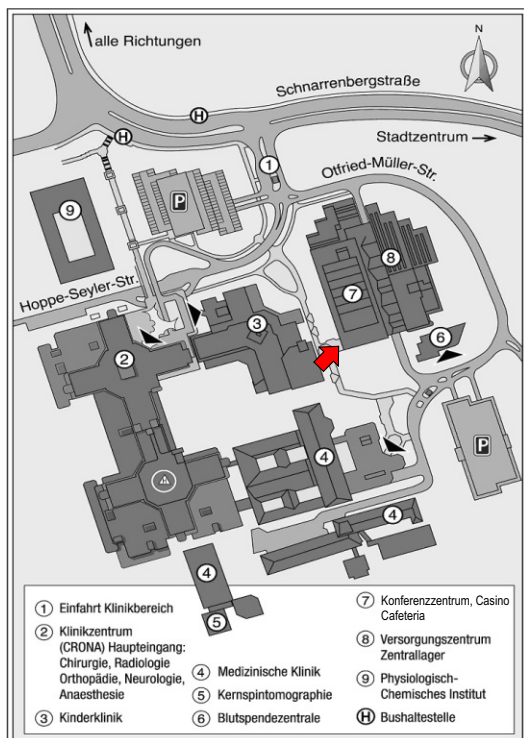 alle Richtungen
N
Schnarrenbergstraße
H
H
Stadtzentrum
1
Otfried-Müller-Str.
P
9
8
7
Hoppe-Seyler-Str.
3
6
2
4
P
4
4
5
1 Einfahrt Klinikbereich
2 Klinikzentrum
(CRONA) Haupteingang:
Chirurgie, Radiologie
Orthopädie, Neurologie,
Anaesthesie
3 Kinderklinik
4 Medizinische Klinik
5 Kernspintomographie
6 Blutspendezentrale
7 Konferenzzentrum, Casino
Cafeteria
8 Versorgungszentrum
Zentrallager
9 Physiologisch-
Chemisches Institut
H Bushaltestelle